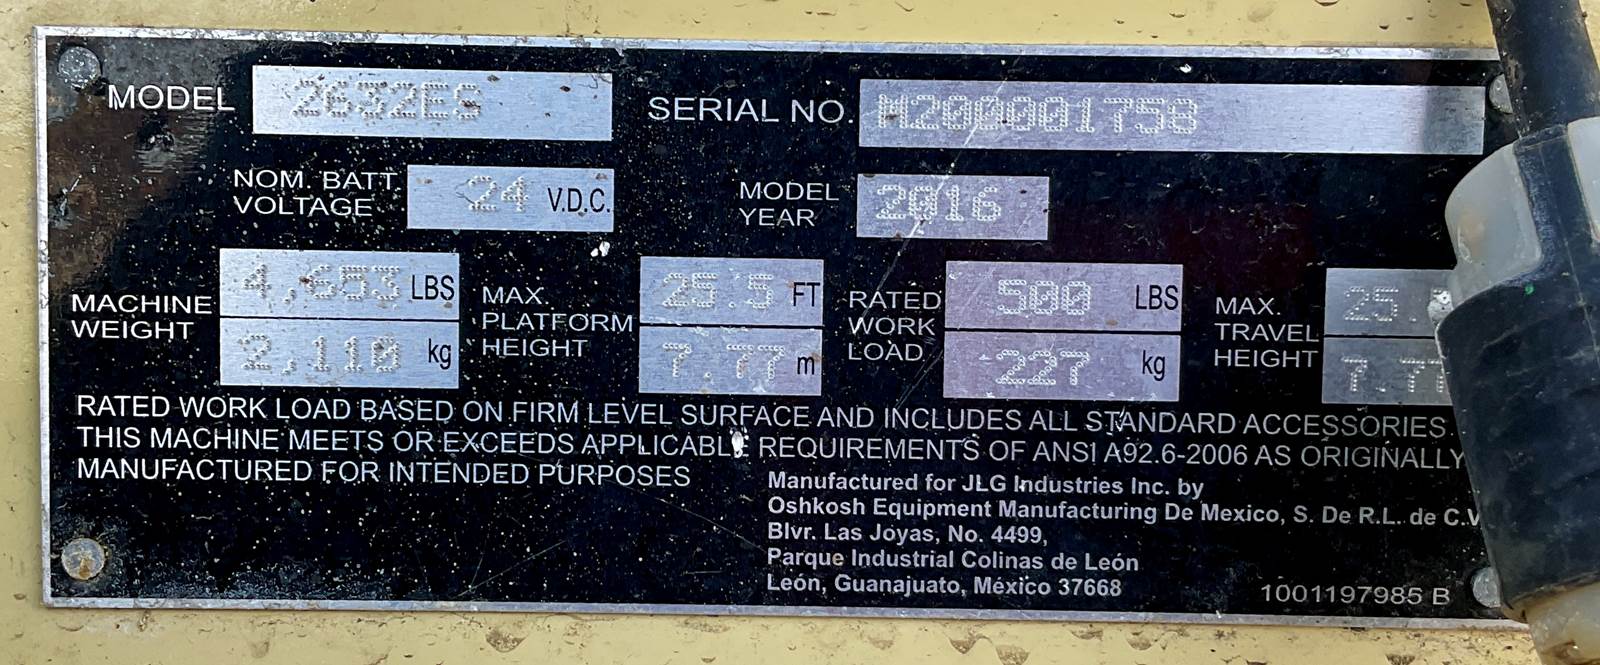 MODEL 2632ES SERIAL NO. M200001758
NOM. BATT VOLTAGE 24 V.D.C. MODEL YEAR 2016
MACHINE WEIGHT 4,653 LBS 2,110 kg
MAX. PLATFORM HEIGHT 25.5 FT 7.77 m
RATED WORK LOAD 500 LBS 227 kg
MAX. TRAVEL HEIGHT 25. 7.77
RATED WORK LOAD BASED ON FIRM LEVEL SURFACE AND INCLUDES ALL STANDARD ACCESSORIES.
THIS MACHINE MEETS OR EXCEEDS APPLICABLE REQUIREMENTS OF ANSI A92.6-2006 AS ORIGINALLY
MANUFACTURED FOR INTENDED PURPOSES
Manufactured for JLG Industries Inc. by
Oshkosh Equipment Manufacturing De Mexico, S. De R.L. de C.V
Blvr. Las Joyas, No. 4499,
Parque Industrial Colinas de León
León, Guanajuato, México 37668
1001197985 B